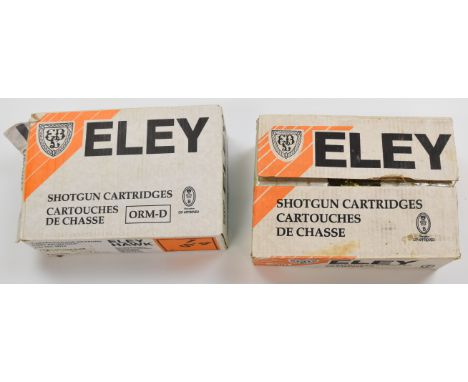 ELEY
SHOTGUN CARTRIDGES
CARTOUCHES
DE CHASSE
ORM-D
ELEY
SHOTGUN CARTRIDGES
CARTOUCHES
DE CHASSE
ELEY